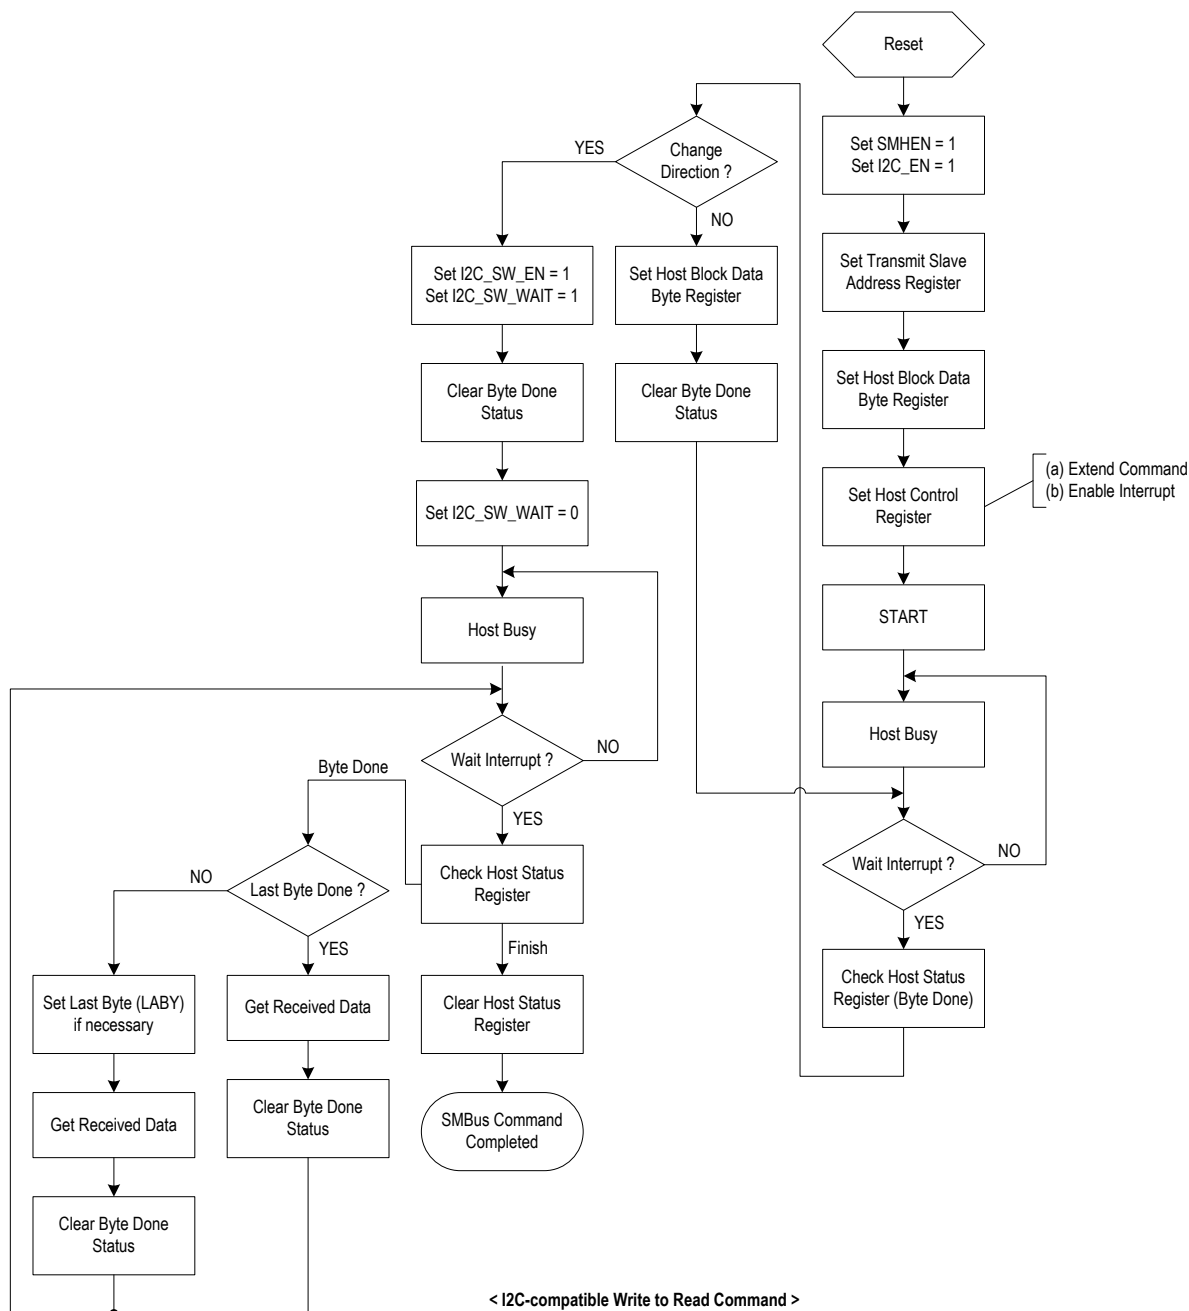 Reset
Set SMHEN = 1
Set I2C_EN = 1
Set Transmit Slave
Address Register
Set Host Block Data
Byte Register
Set Host Control
Register
(a) Extend Command
(b) Enable Interrupt
START
Host Busy
Wait Interrupt ?
NO
YES
Check Host Status
Register (Byte Done)
Change
Direction ?
YES
NO
Set I2C_SW_EN = 1
Set I2C_SW_WAIT = 1
Set Host Block Data
Byte Register
Clear Byte Done
Status
Clear Byte Done
Status
Set I2C_SW_WAIT = 0
Host Busy
Wait Interrupt ?
NO
YES
Byte Done
Check Host Status
Register
Last Byte Done ?
NO
YES
Finish
Set Last Byte (LABY)
if necessary
Get Received Data
Clear Host Status
Register
Get Received Data
Clear Byte Done
Status
SMBus Command
Completed
Clear Byte Done
Status
< I2C-compatible Write to Read Command >